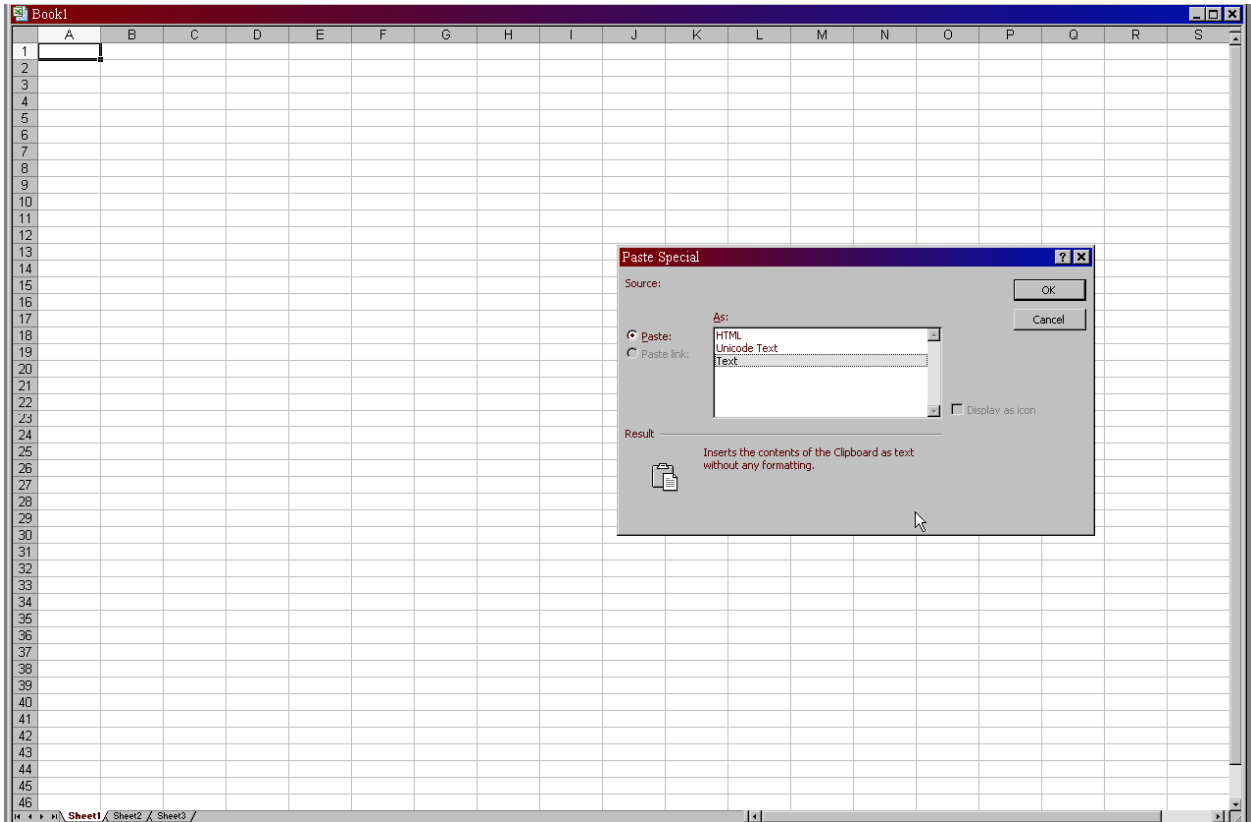 Book1
A B C D E F G H I J K L M N O P Q R S
1
2
3
4
5
6
7
8
9
10
11
12
13
14
15
16
17
18
19
20
21
22
23
24
25
26
27
28
29
30
31
32
33
34
35
36
37
38
39
40
41
42
43
44
45
46
Paste Special
Source:
OK
Cancel
As:
Paste:
Paste link:
HTML
Unicode Text
Text
Display as icon
Result
Inserts the contents of the Clipboard as text
without any formatting.
Sheet1 Sheet2 Sheet3